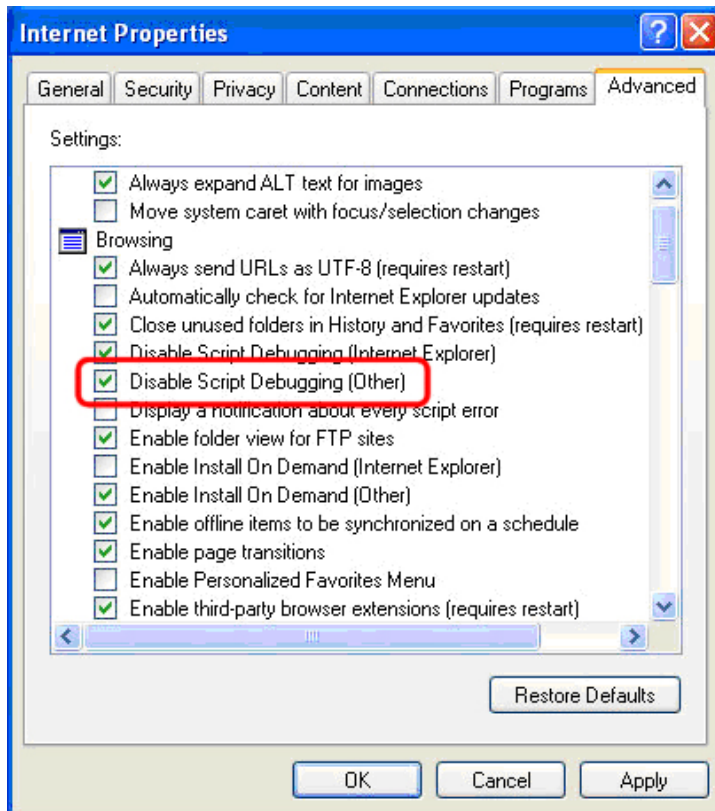 Internet Properties
General Security Privacy Content Connections Programs Advanced
Settings:
Always expand ALT text for images
Move system caret with focus/selection changes
Browsing
Always send URLs as UTF-8 (requires restart)
Automatically check for Internet Explorer updates
Close unused folders in History and Favorites (requires restart)
Disable Script Debugging (Internet Explorer)
Disable Script Debugging (Other)
Display a notification about every script error
Enable folder view for FTP sites
Enable Install On Demand (Internet Explorer)
Enable Install On Demand (Other)
Enable offline items to be synchronized on a schedule
Enable page transitions
Enable Personalized Favorites Menu
Enable third-party browser extensions (requires restart)
Restore Defaults
OK Cancel Apply